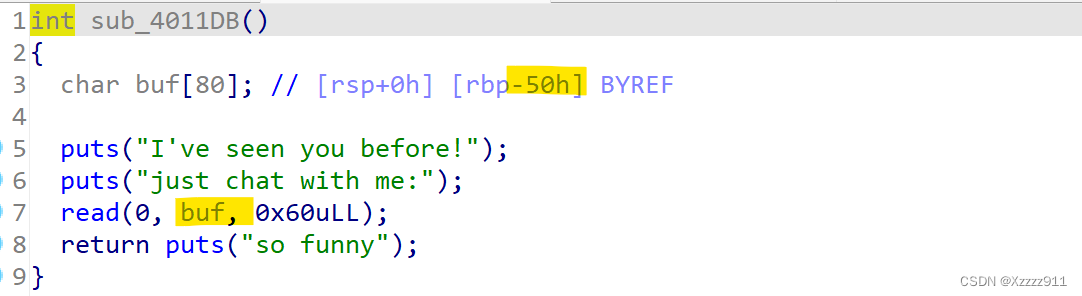 1 int sub_4011DB()
2 {
3 char buf[80]; // [rsp+0h] [rbp-50h] BYREF
4
5 puts("I've seen you before!");
6 puts("just chat with me:");
7 read(0, buf, 0x60uLL);
8 return puts("so funny");
9 }
CSDN @Xzzzz911